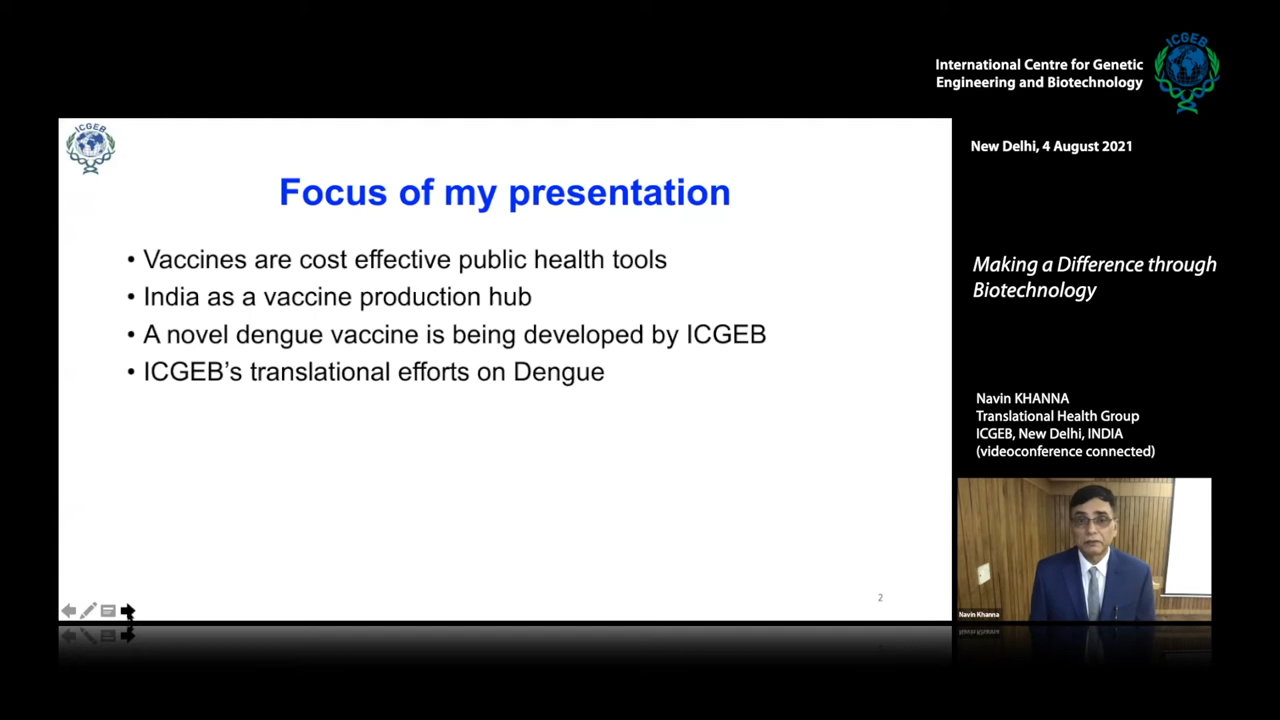 International Centre for Genetic
Engineering and Biotechnology
ICGEB
New Delhi, 4 August 2021
ICGEB
Focus of my presentation
• Vaccines are cost effective public health tools
• India as a vaccine production hub
• A novel dengue vaccine is being developed by ICGEB
• ICGEB’s translational efforts on Dengue
2
Making a Difference through
Biotechnology
Navin KHANNA
Translational Health Group
ICGEB, New Delhi, INDIA
(videoconference connected)
Navin Khanna